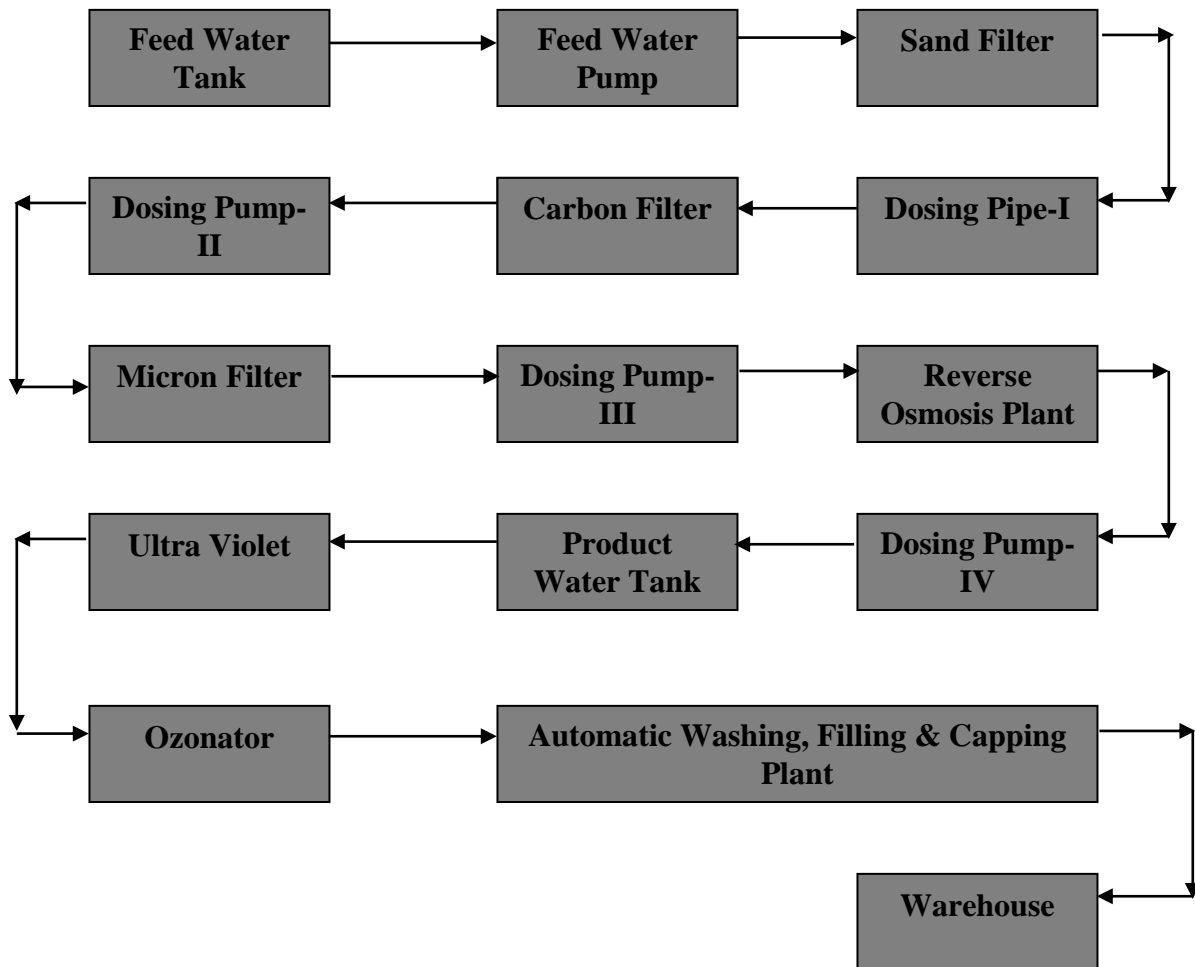 Feed Water
Tank
Feed Water
Pump
Sand Filter
Dosing Pipe-I
Carbon Filter
Dosing Pump-
II
Micron Filter
Dosing Pump-
III
Reverse
Osmosis Plant
Dosing Pump-
IV
Product
Water Tank
Ultra Violet
Ozonator
Automatic Washing, Filling & Capping
Plant
Warehouse